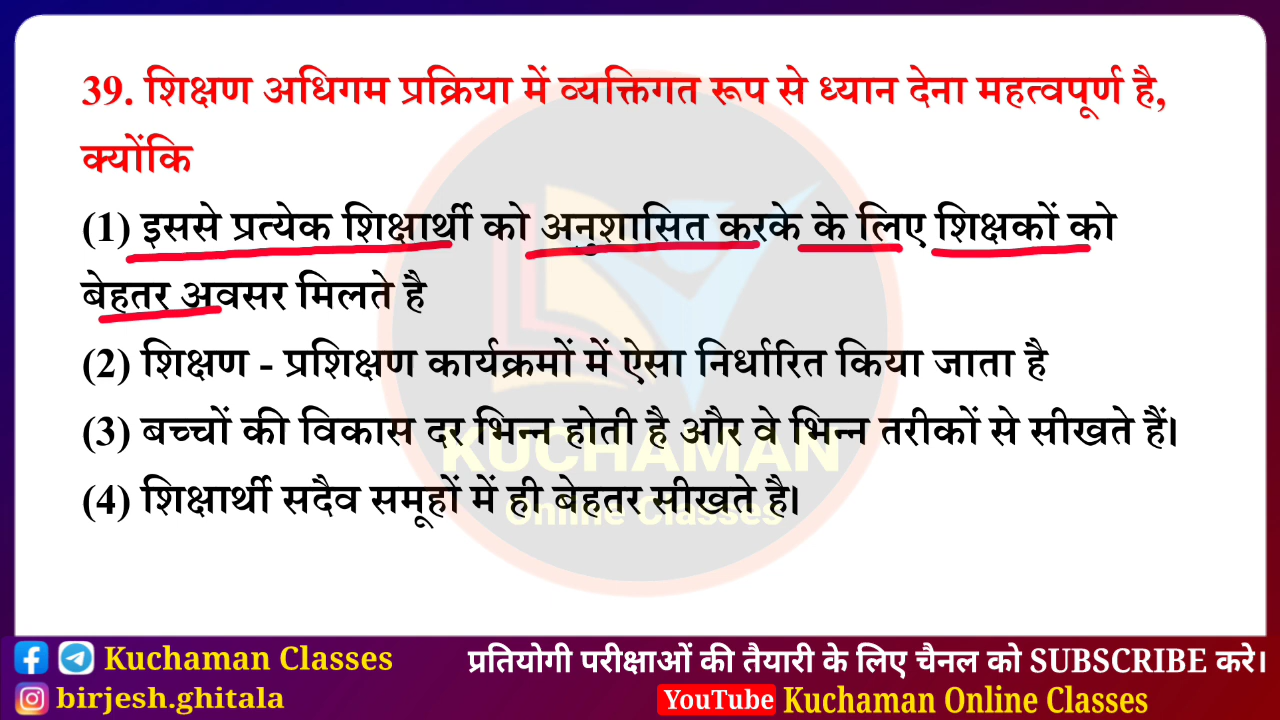 39. शिक्षण अधिगम प्रक्रिया में व्यक्तिगत रूप से ध्यान देना महत्वपूर्ण है,
क्योंकि
(1) इससे प्रत्येक शिक्षार्थी को अनुशासित करके के लिए शिक्षकों को
बेहतर अवसर मिलते है
(2) शिक्षण - प्रशिक्षण कार्यक्रमों में ऐसा निर्धारित किया जाता है
(3) बच्चों की विकास दर भिन्न होती है और वे भिन्न तरीकों से सीखते हैं।
(4) शिक्षार्थी सदैव समूहों में ही बेहतर सीखते है।
KUCHAMAN
Online Classes
Kuchaman Classes
birjesh.ghitala
प्रतियोगी परीक्षाओं की तैयारी के लिए चैनल को SUBSCRIBE करे।
YouTube Kuchaman Online Classes